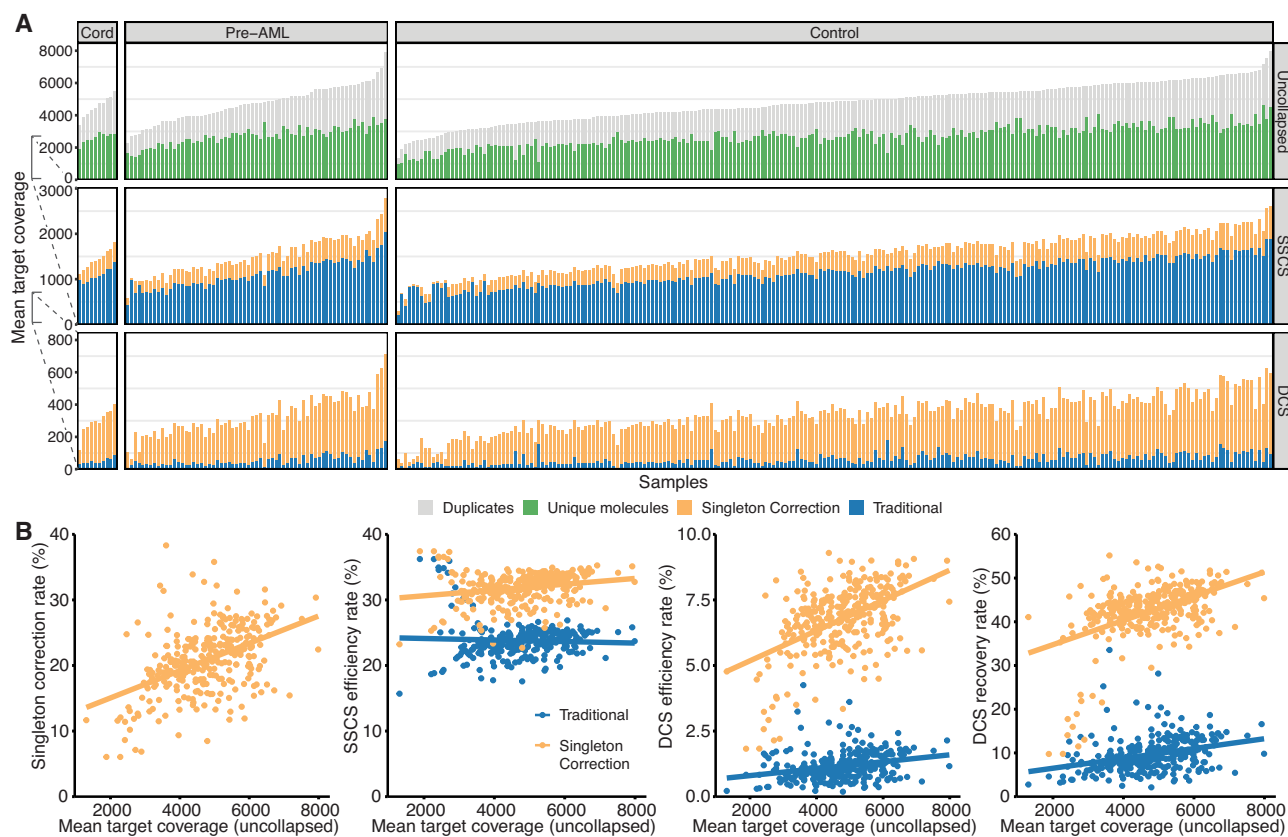 A
Cord
Pre−AML
Control
8000
6000
4000
2000
0
Uncollapsed
3000
2000
1000
0
SSCS
800
600
400
200
0
DCS
Mean target coverage
Samples
Duplicates
Unique molecules
Singleton Correction
Traditional
B
Singleton correction rate (%)
40
30
20
10
0
2000 4000 6000 8000
Mean target coverage (uncollapsed)
SSCS efficiency rate (%)
40
30
20
10
0
Traditional
Singleton
Correction
2000 4000 6000 8000
Mean target coverage (uncollapsed)
DCS efficiency rate (%)
10.0
7.5
5.0
2.5
0.0
2000 4000 6000 8000
Mean target coverage (uncollapsed)
DCS recovery rate (%)
60
50
40
30
20
10
0
2000 4000 6000 8000
Mean target coverage (uncollapsed)